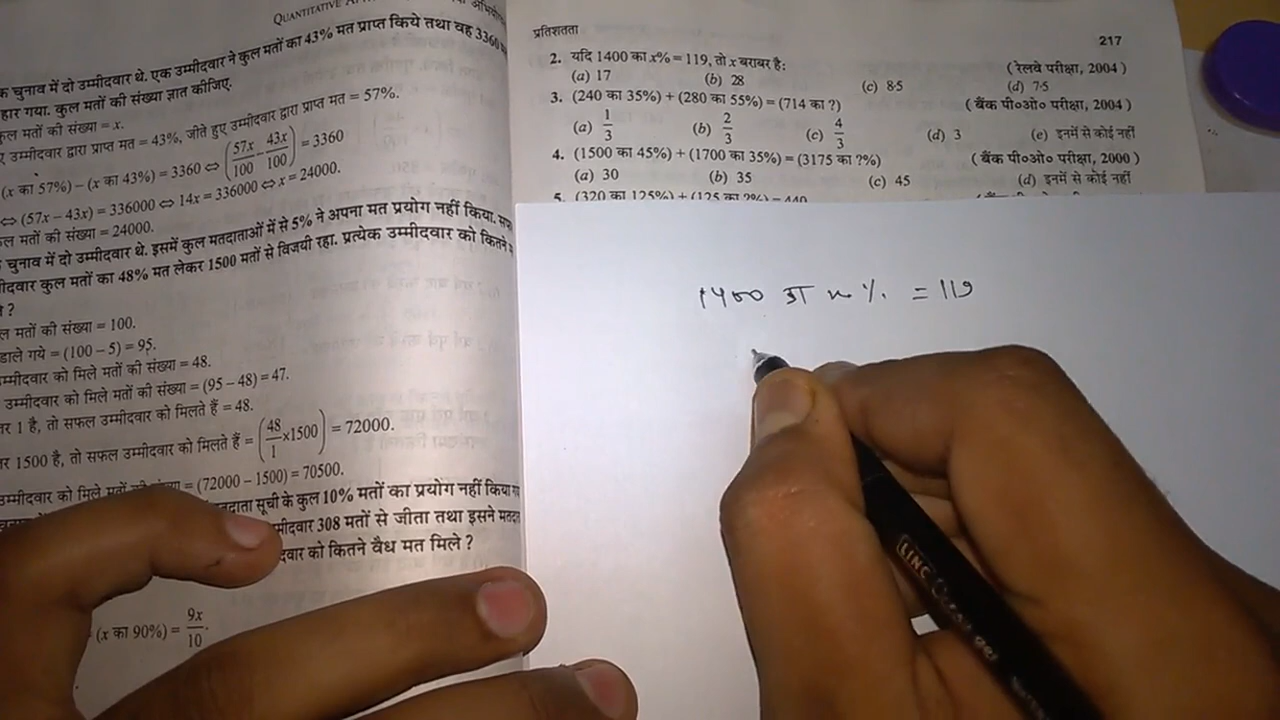 QUANTITATIVE
चुनाव में दो उम्मीदवार थे. एक उम्मीदवार ने कुल मतों का 43% मत प्राप्त किये तथा वह 3360
हार गया. कुल मतों की संख्या ज्ञात कीजिए.
कुल मतों की संख्या = x.
उम्मीदवार द्वारा प्राप्त मत = 43%, जीते हुए उम्मीदवार द्वारा प्राप्त मत = 57%.
(x का 57%) – (x का 43%) = 3360 ⇔ (57x/100 – 43x/100) = 3360
⇔ (57x – 43x) = 336000 ⇔ 14x = 336000 ⇔ x = 24000.
मतों की संख्या = 24000.
चुनाव में दो उम्मीदवार थे. इसमें कुल मतदाताओं में से 5% ने अपना मत प्रयोग नहीं किया.
कुल मतों का 48% मत लेकर 1500 मतों से विजयी रहा. प्रत्येक उम्मीदवार को कितने
?
मतों की संख्या = 100.
डाले गये = (100 – 5) = 95.
को मिले मतों की संख्या = 48.
उम्मीदवार को मिले मतों की संख्या = (95 – 48) = 47.
1 है, तो सफल उम्मीदवार को मिलते हैं = 48.
1500 है, तो सफल उम्मीदवार को मिलते हैं = (48/1 ×1500) = 72000.
उम्मीदवार को मिले मतों की = (72000 – 1500) = 70500.
सूची के कुल 10% मतों का प्रयोग नहीं किया
308 मतों से जीता तथा इसने
को कितने वैध मत मिले ?
(x का 90%) = 9x/10.
प्रतिशतता 217
2. यदि 1400 का x% = 119, तो x बराबर है: ( रेलवे परीक्षा, 2004 )
(a) 17 (b) 28 (c) 8·5 (d) 7·5
3. (240 का 35%) + (280 का 55%) = (714 का ?) ( बैंक पी०ओ० परीक्षा, 2004 )
(a) 1/3 (b) 2/3 (c) 4/3 (d) 3 (e) इनमें से कोई नहीं
4. (1500 का 45%) + (1700 का 35%) = (3175 का ?%) ( बैंक पी०ओ० परीक्षा, 2000 )
(a) 30 (b) 35 (c) 45 (d) इनमें से कोई नहीं
5. (320 का 125%) + (125 का ?%) = 440
1400 का x % = 119
LINC